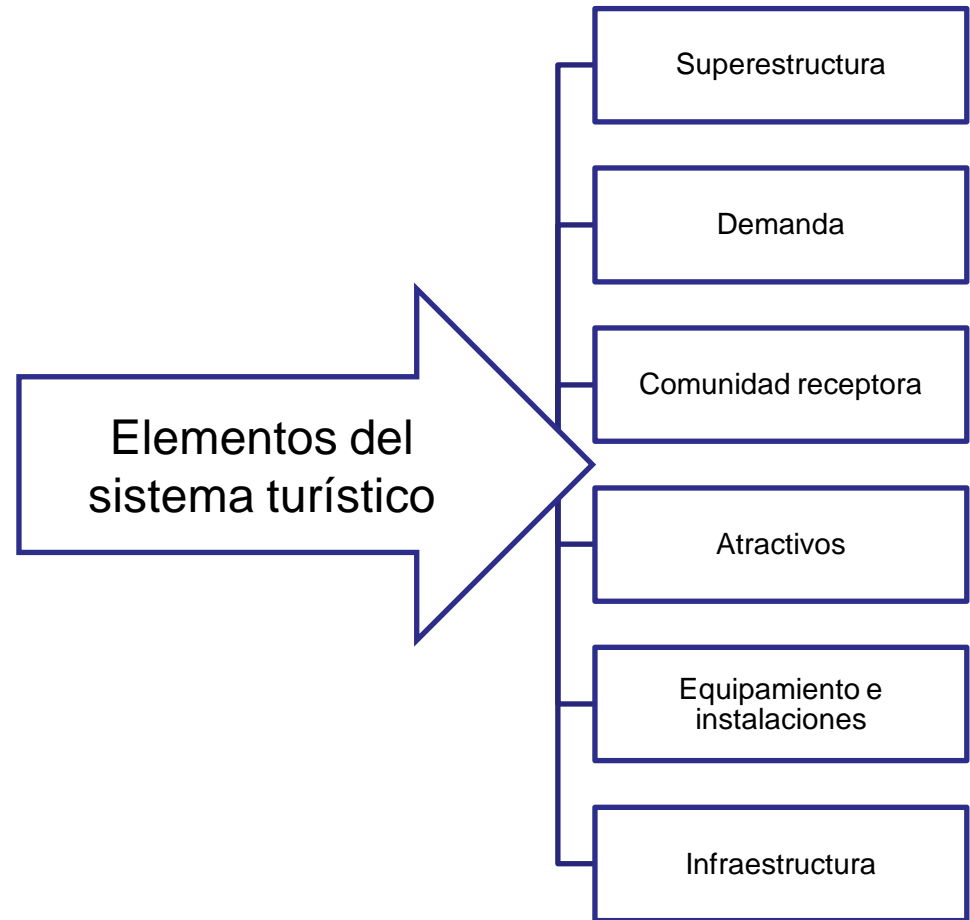 Superestructura
Demanda
Comunidad receptora
Elementos del
sistema turístico
Atractivos
Equipamiento e
instalaciones
Infraestructura